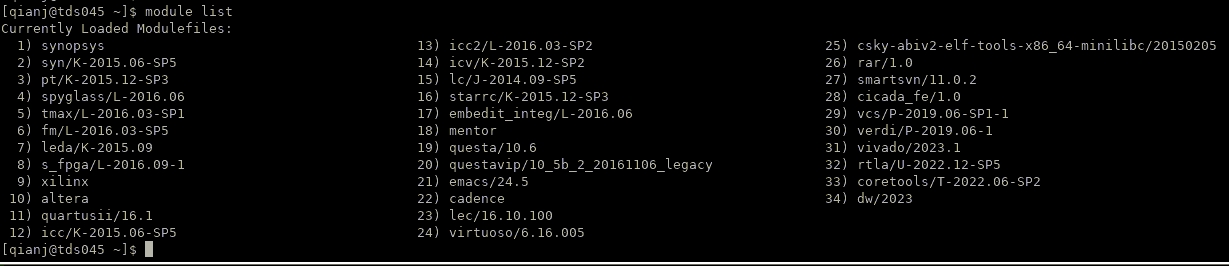 [qianj@tds045 ~]$ module list
Currently Loaded Modulefiles:
1) synopsys 13) icc2/L-2016.03-SP2 25) csky-abiv2-elf-tools-x86_64-minilibc/20150205
2) syn/K-2015.06-SP5 14) icv/K-2015.12-SP2 26) rar/1.0
3) pt/K-2015.12-SP3 15) lc/J-2014.09-SP5 27) smartsvn/11.0.2
4) spyglass/L-2016.06 16) starrc/K-2015.12-SP3 28) cicada_fe/1.0
5) tmax/L-2016.03-SP1 17) embedit_integ/L-2016.06 29) vcs/P-2019.06-SP1-1
6) fm/L-2016.03-SP5 18) mentor 30) verdi/P-2019.06-1
7) leda/K-2015.09 19) questa/10.6 31) vivado/2023.1
8) s_fpga/L-2016.09-1 20) questavip/10_5b_2_20161106_legacy 32) rtla/U-2022.12-SP5
9) xilinx 21) emacs/24.5 33) coretools/T-2022.06-SP2
10) altera 22) cadence 34) dw/2023
11) quartusii/16.1 23) lec/16.10.100
12) icc/K-2015.06-SP5 24) virtuoso/6.16.005
[qianj@tds045 ~]$